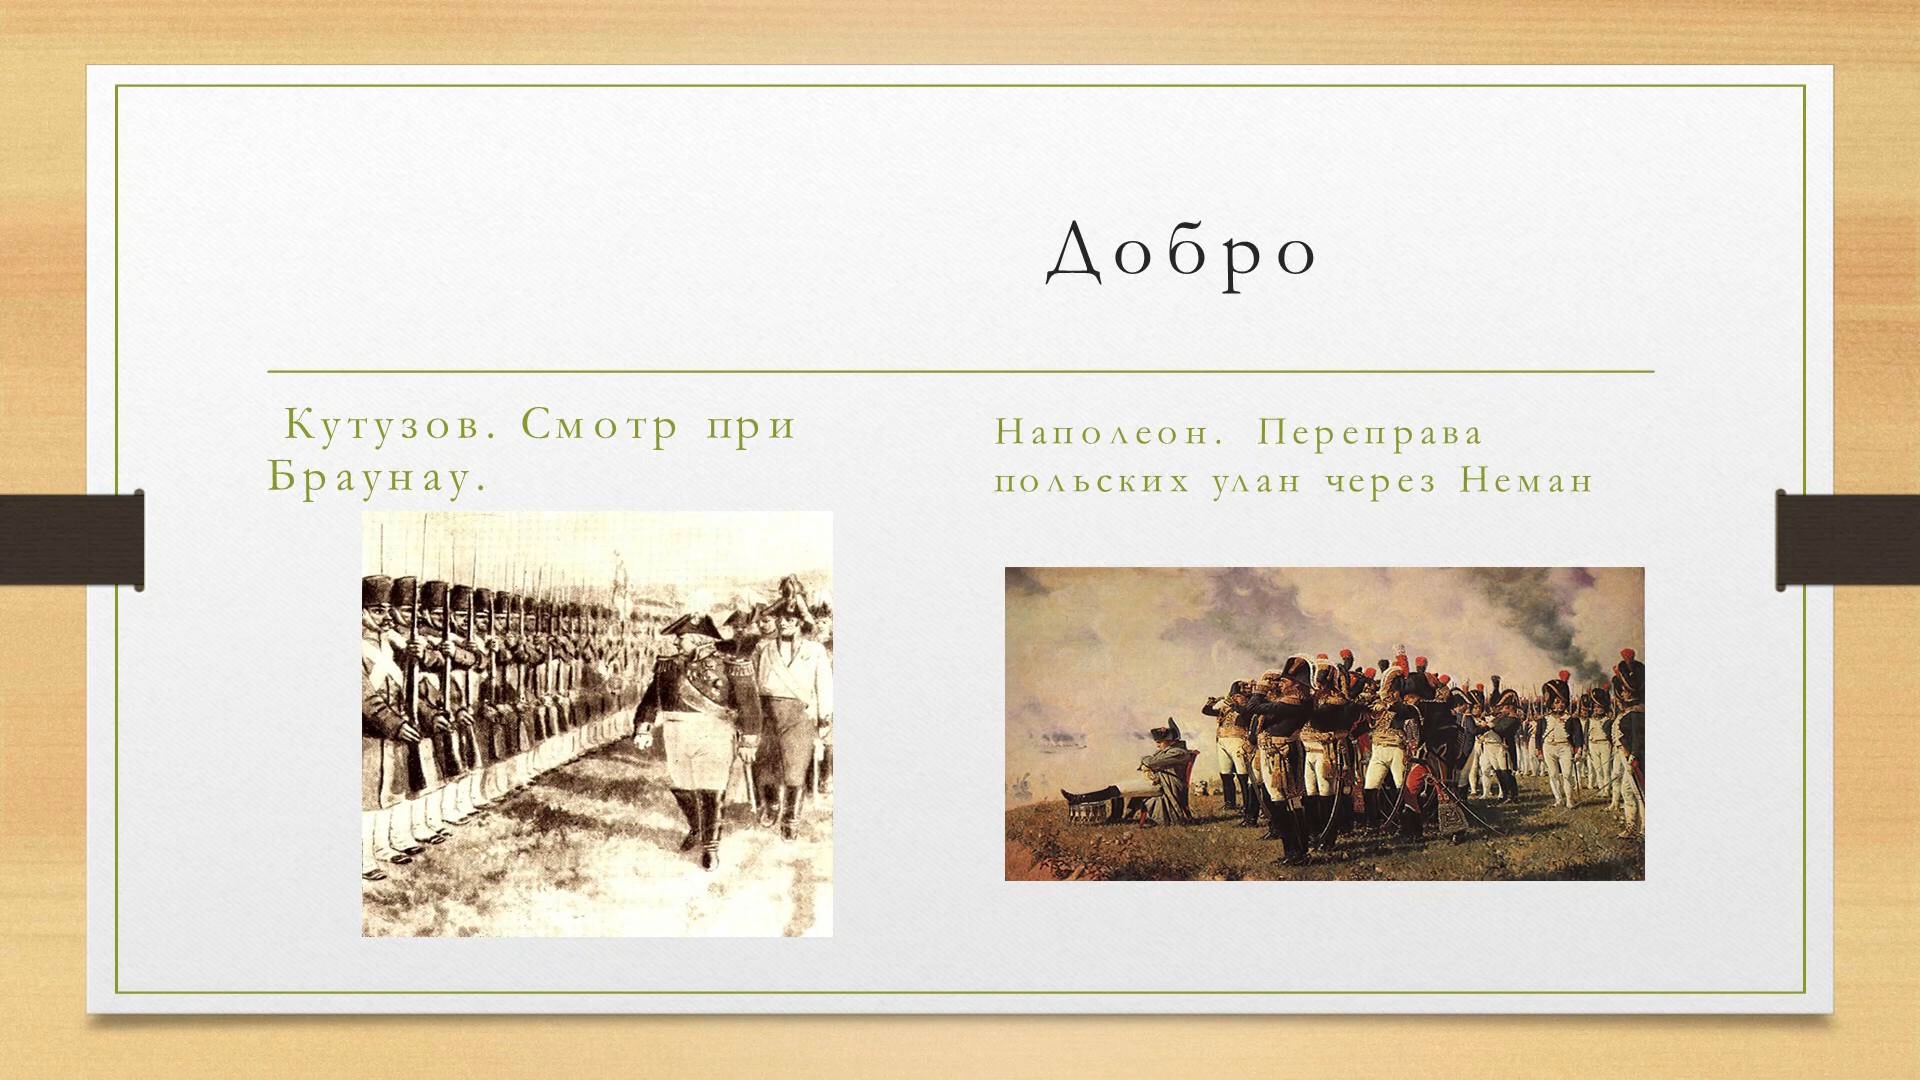 Добро
Кутузов. Смотр при
Браунау.
Наполеон. Переправа
польских улан через Неман